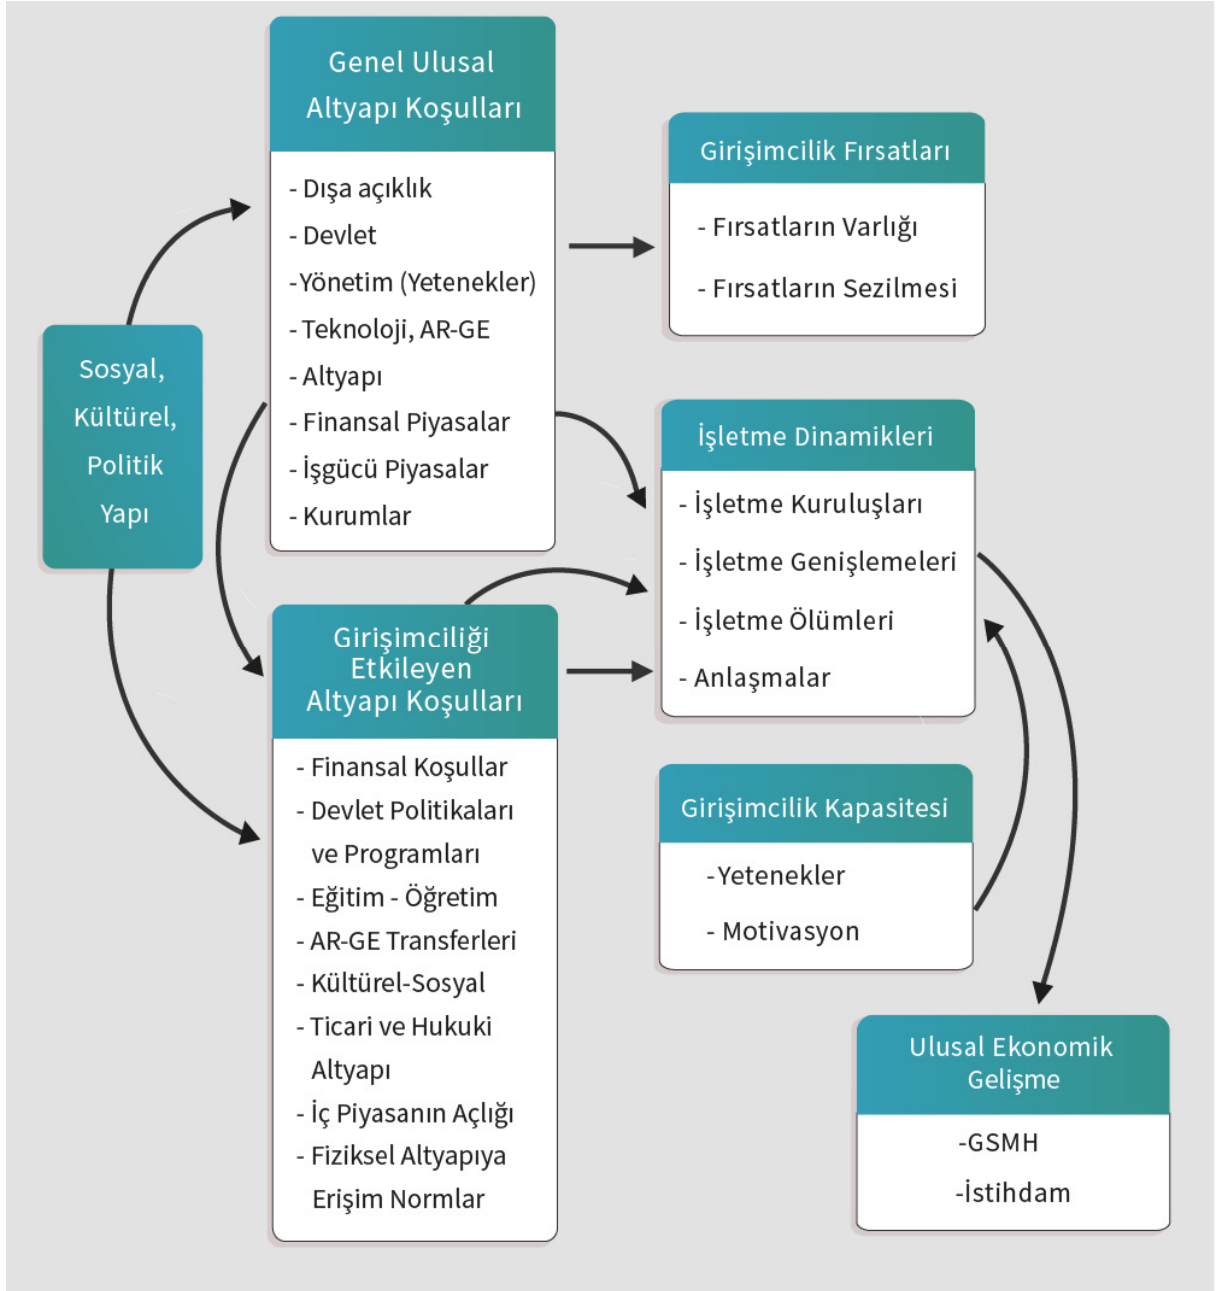 Sosyal,
Kültürel,
Politik
Yapı
Genel Ulusal
Altyapı Koşulları
- Dışa açıklık
- Devlet
-Yönetim (Yetenekler)
- Teknoloji, AR-GE
- Altyapı
- Finansal Piyasalar
- İşgücü Piyasalar
- Kurumlar
Girişimciliği
Etkileyen
Altyapı Koşulları
- Finansal Koşullar
- Devlet Politikaları
ve Programları
- Eğitim - Öğretim
- AR-GE Transferleri
- Kültürel-Sosyal
- Ticari ve Hukuki
Altyapı
- İç Piyasanın Açlığı
- Fiziksel Altyapıya
Erişim Normlar
Girişimcilik Fırsatları
- Fırsatların Varlığı
- Fırsatların Sezilmesi
İşletme Dinamikleri
- İşletme Kuruluşları
- İşletme Genişlemeleri
- İşletme Ölümleri
- Anlaşmalar
Girişimcilik Kapasitesi
-Yetenekler
- Motivasyon
Ulusal Ekonomik
Gelişme
-GSMH
-İstihdam